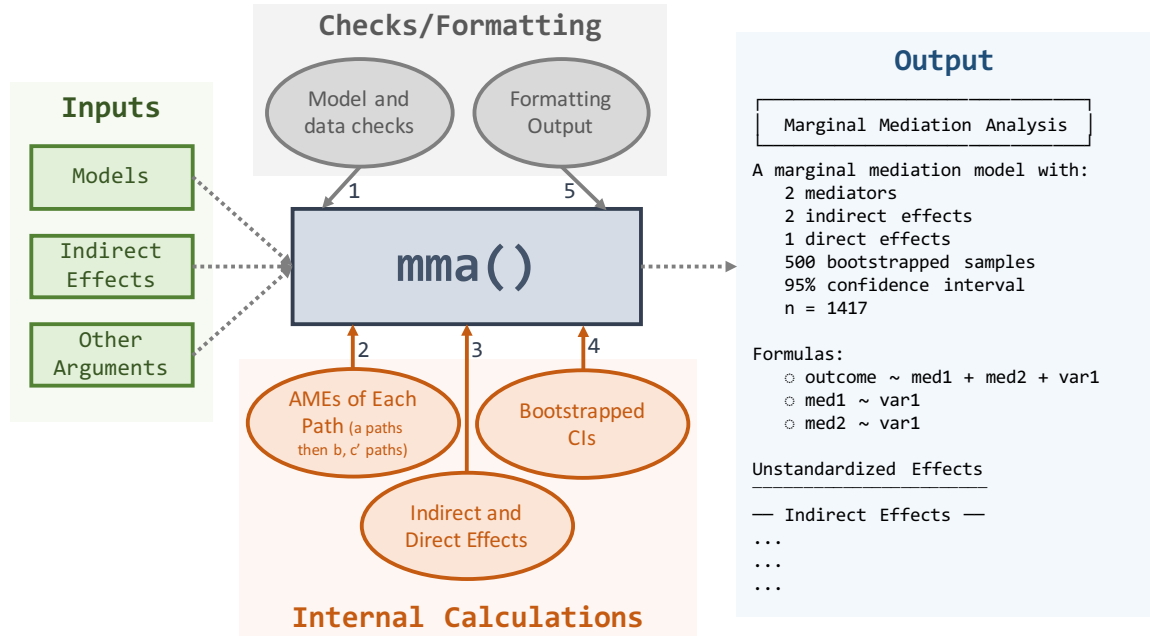 Checks/Formatting
Model and
data checks
Formatting
Output
Inputs
Models
Indirect
Effects
Other
Arguments
1
5
mma()
2
3
4
AMEs of Each
Path (a paths
then b, c’ paths)
Bootstrapped
CIs
Indirect and
Direct Effects
Internal Calculations
Output
Marginal Mediation Analysis
A marginal mediation model with:
2 mediators
2 indirect effects
1 direct effects
500 bootstrapped samples
95% confidence interval
n = 1417
Formulas:
◌ outcome ~ med1 + med2 + var1
◌ med1 ~ var1
◌ med2 ~ var1
Unstandardized Effects
—— Indirect Effects ——
...
...
...